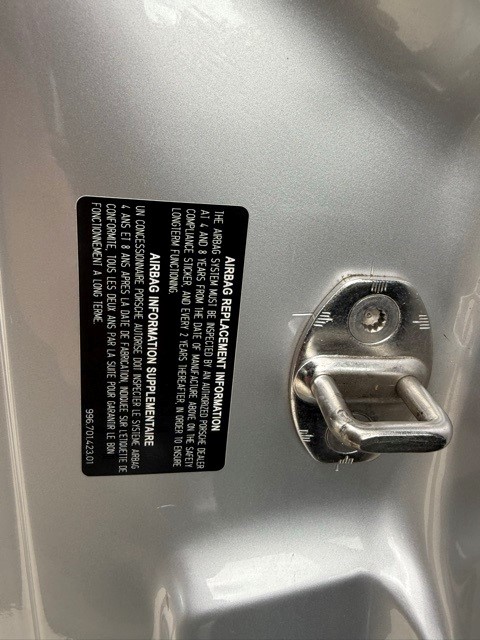 AIRBAG REPLACEMENT INFORMATION
THE AIRBAG SYSTEM MUST BE INSPECTED BY AN AUTHORIZED PORSCHE DEALER
AT 4 AND 8 YEARS FROM THE DATE OF MANUFACTURE ABOVE ON THE SAFETY
COMPLIANCE STICKER, AND EVERY 2 YEARS THEREAFTER, IN ORDER TO ENSURE
LONGTERM FUNCTIONING.
AIRBAG INFORMATION SUPPLEMENTAIRE
UN CONCESSIONNAIRE PORSCHE AUTORISE DOIT INSPECTER LE SYSTEME AIRBAG
4 ANS ET 8 ANS APRES LA DATE DE FABRICATION INDIQUEE SUR L'ETIQUETTE DE
CONFORMITE TOUS LES DEUX ANS PAR LA SUITE POUR GARANTIR LE BON
FONCTIONNEMENT A LONG TERME.
996.701.423.01